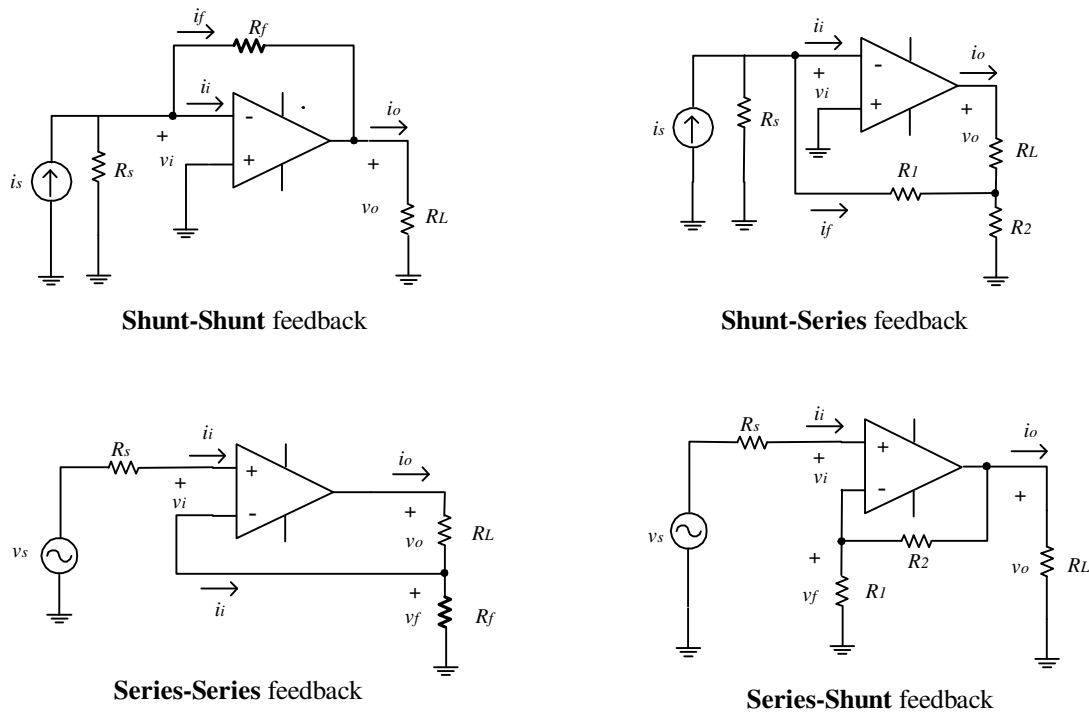 if
Rf
ii
io
-
+
+
vi
is
Rs
+
vo
RL
Shunt-Shunt feedback
ii
io
-
+
+
vi
is
Rs
+
vo
RL
R1
if
R2
Shunt-Series feedback
Rs
ii
io
+
-
+
vi
vs
+
vo
RL
ii
+
vf
Rf
Series-Series feedback
Rs
ii
io
+
-
+
vi
vs
R2
+
vo
RL
+
vf
R1
Series-Shunt feedback